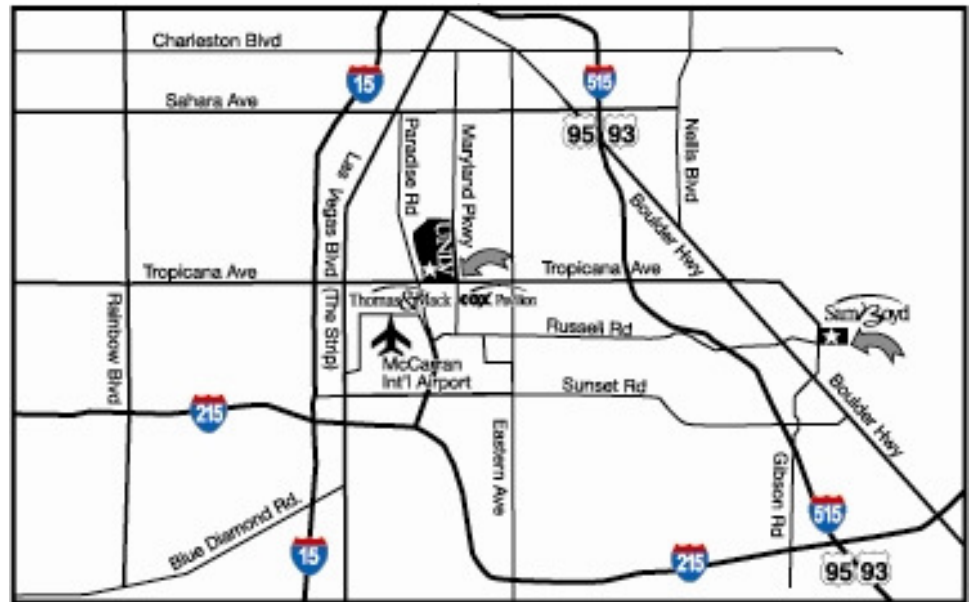 Charleston Blvd
15
515
Sahara Ave
95 93
Paradise Rd
Maryland Pkwy
Nellis Blvd
Las Vegas Blvd (The Strip)
UNLV
Boulder Hwy
Tropicana Ave
Tropicana Ave
Thomas & Mack
cox Pavilion
Sam Boyd
Russell Rd
Rainbow Blvd
McCarran
Int'l Airport
Sunset Rd
215
Boulder Hwy
Eastern Ave
Gibson Rd
Blue Diamond Rd.
515
15
215
95 93